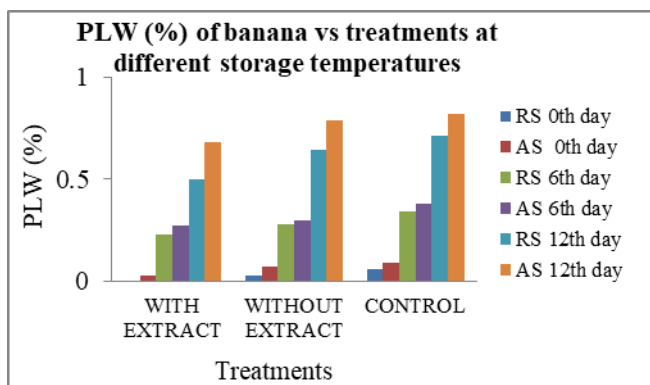 PLW (%) of banana vs treatments at
different storage temperatures
1
0.5
0
PLW (%)
WITH
EXTRACT
WITHOUT
EXTRACT
CONTROL
Treatments
RS 0th day
AS 0th day
RS 6th day
AS 6th day
RS 12th day
AS 12th day